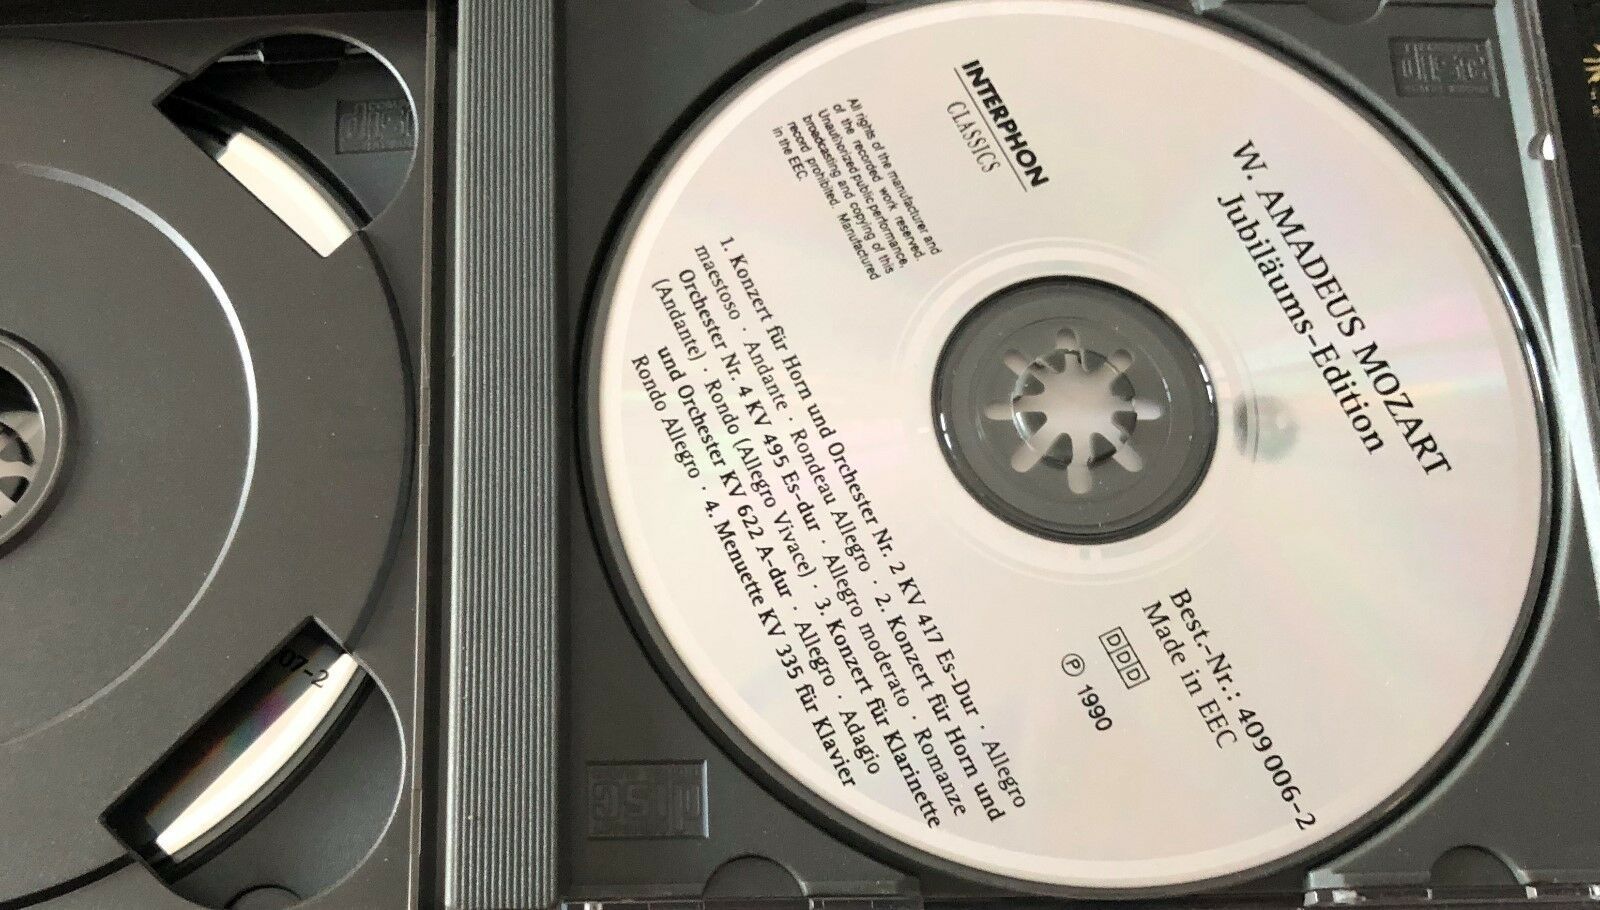 INTERPHON
CLASSICS
W. AMADEUS MOZART
Jubiläums-Edition
All rights of the manufacturer and
of the recorded work reserved.
Unauthorized public performance,
broadcasting and copying of this
record prohibited. Manufactured
in the EEC.
Best.-Nr.: 409 006-2
Made in EEC
DDD
℗ 1990
1. Konzert für Horn und Orchester Nr. 2 KV 417 Es-Dur · Allegro
maestoso · Andante · Rondeau Allegro · 2. Konzert für Horn und
Orchester Nr. 4 KV 495 Es-dur · Allegro moderato · Romanze
(Andante) · Rondo (Allegro Vivace) · 3. Konzert für Klarinette
und Orchester KV 622 A-dur · Allegro · Adagio
Rondo Allegro · 4. Menuette KV 335 für Klavier
07-2
disc
disc
disc